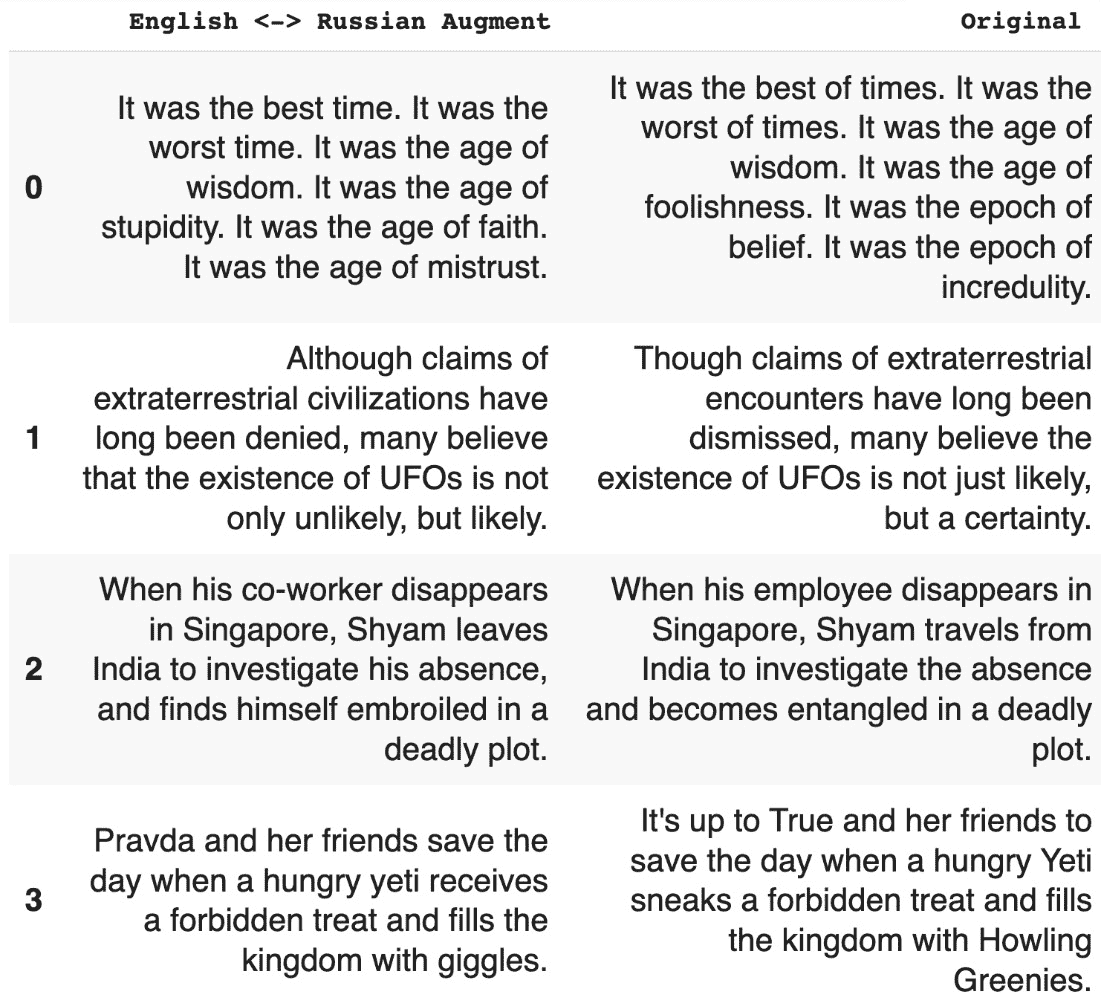 English <-> Russian Augment Original
0
It was the best time. It was the
worst time. It was the age of
wisdom. It was the age of
stupidity. It was the age of faith.
It was the age of mistrust.
It was the best of times. It was the
worst of times. It was the age of
wisdom. It was the age of
foolishness. It was the epoch of
belief. It was the epoch of
incredulity.
1
Although claims of
extraterrestrial civilizations have
long been denied, many believe
that the existence of UFOs is not
only unlikely, but likely.
Though claims of extraterrestrial
encounters have long been
dismissed, many believe the
existence of UFOs is not just likely,
but a certainty.
2
When his co-worker disappears
in Singapore, Shyam leaves
India to investigate his absence,
and finds himself embroiled in a
deadly plot.
When his employee disappears in
Singapore, Shyam travels from
India to investigate the absence
and becomes entangled in a deadly
plot.
3
Pravda and her friends save the
day when a hungry yeti receives
a forbidden treat and fills the
kingdom with giggles.
It's up to True and her friends to
save the day when a hungry Yeti
sneaks a forbidden treat and fills
the kingdom with Howling
Greenies.